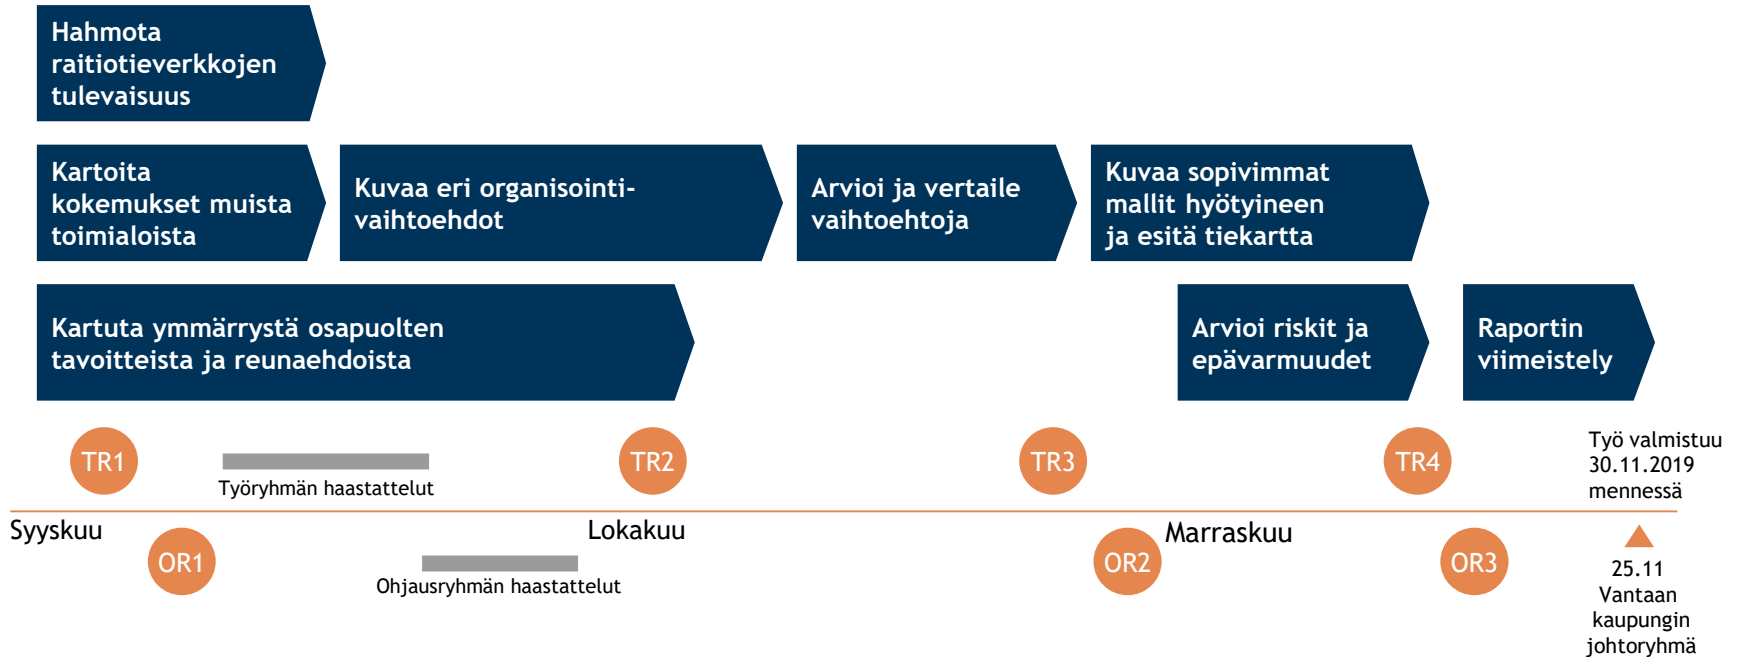 Hahmota
raitiotieverkkojen
tulevaisuus
Kartoita
kokemukset muista
toimialoista
Kuvaa eri organisointi-
vaihtoehdot
Arvioi ja vertaile
vaihtoehtoja
Kuvaa sopivimmat
mallit hyötyineen
ja esitä tiekartta
Kartuta ymmärrystä osapuolten
tavoitteista ja reunaehdoista
Arvioi riskit ja
epävarmuudet
Raportin
viimeistely
TR1
Työryhmän haastattelut
TR2
TR3
TR4
Työ valmistuu
30.11.2019
mennessä
Syyskuu
Lokakuu
Marraskuu
OR1
Ohjausryhmän haastattelut
OR2
OR3
25.11
Vantaan
kaupungin
johtoryhmä